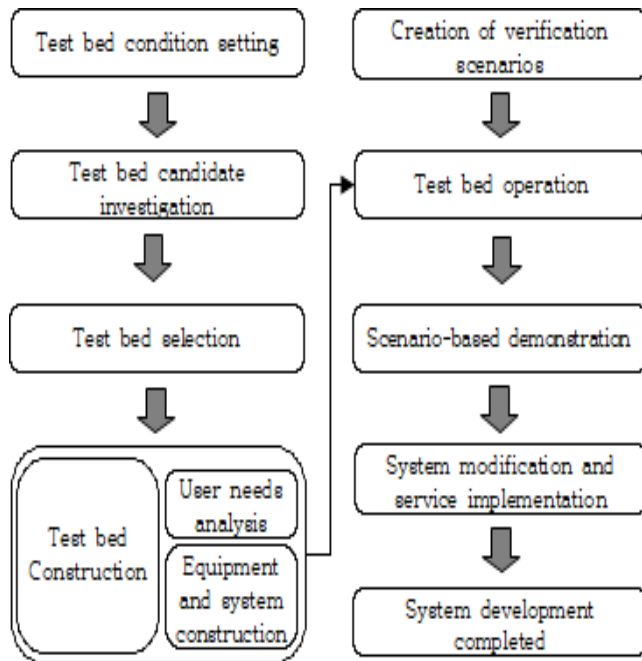 Test bed condition setting
Test bed candidate
investigation
Test bed selection
Test bed
Construction
User needs
analysis
Equipment
and system
construction
Creation of verification
scenarios
Test bed operation
Scenario-based demonstration
System modification and
service implementation
System development
completed